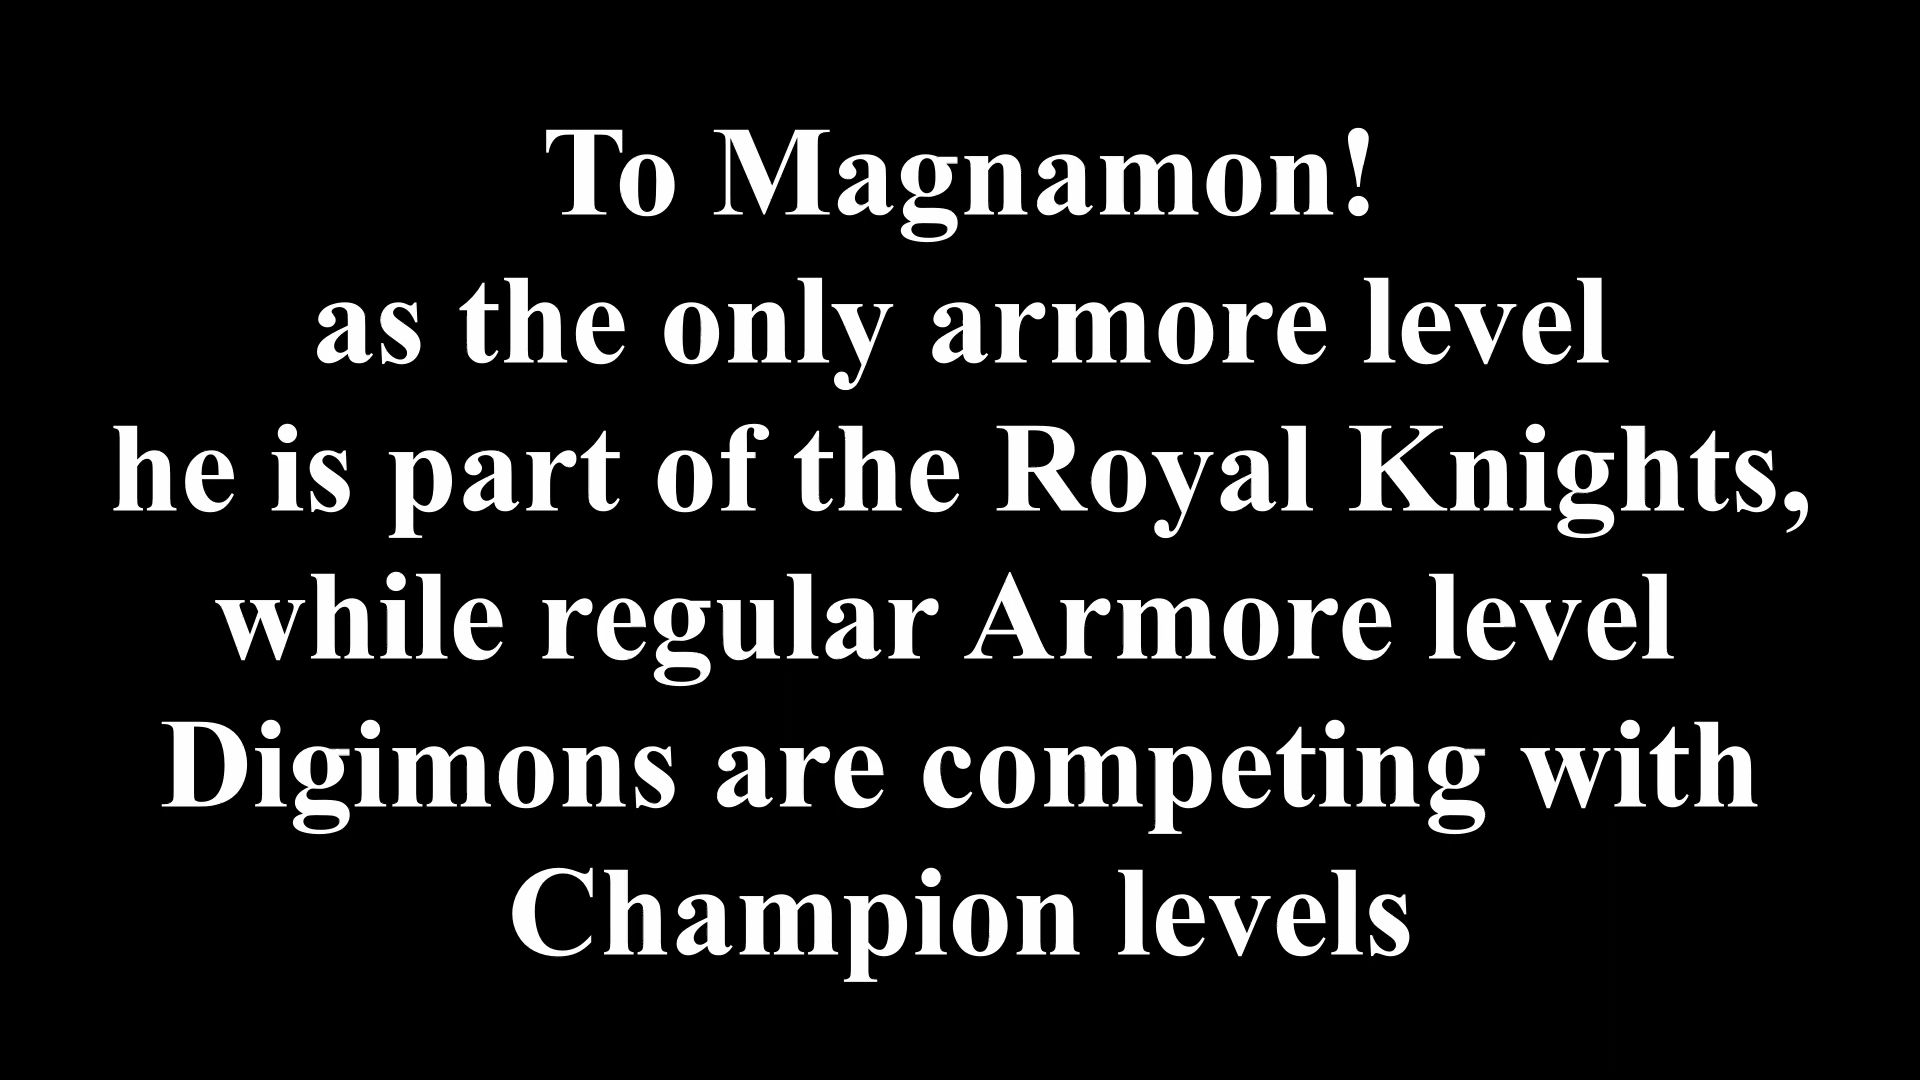 To Magnamon!
as the only armore level
he is part of the Royal Knights,
while regular Armore level
Digimons are competing with
Champion levels